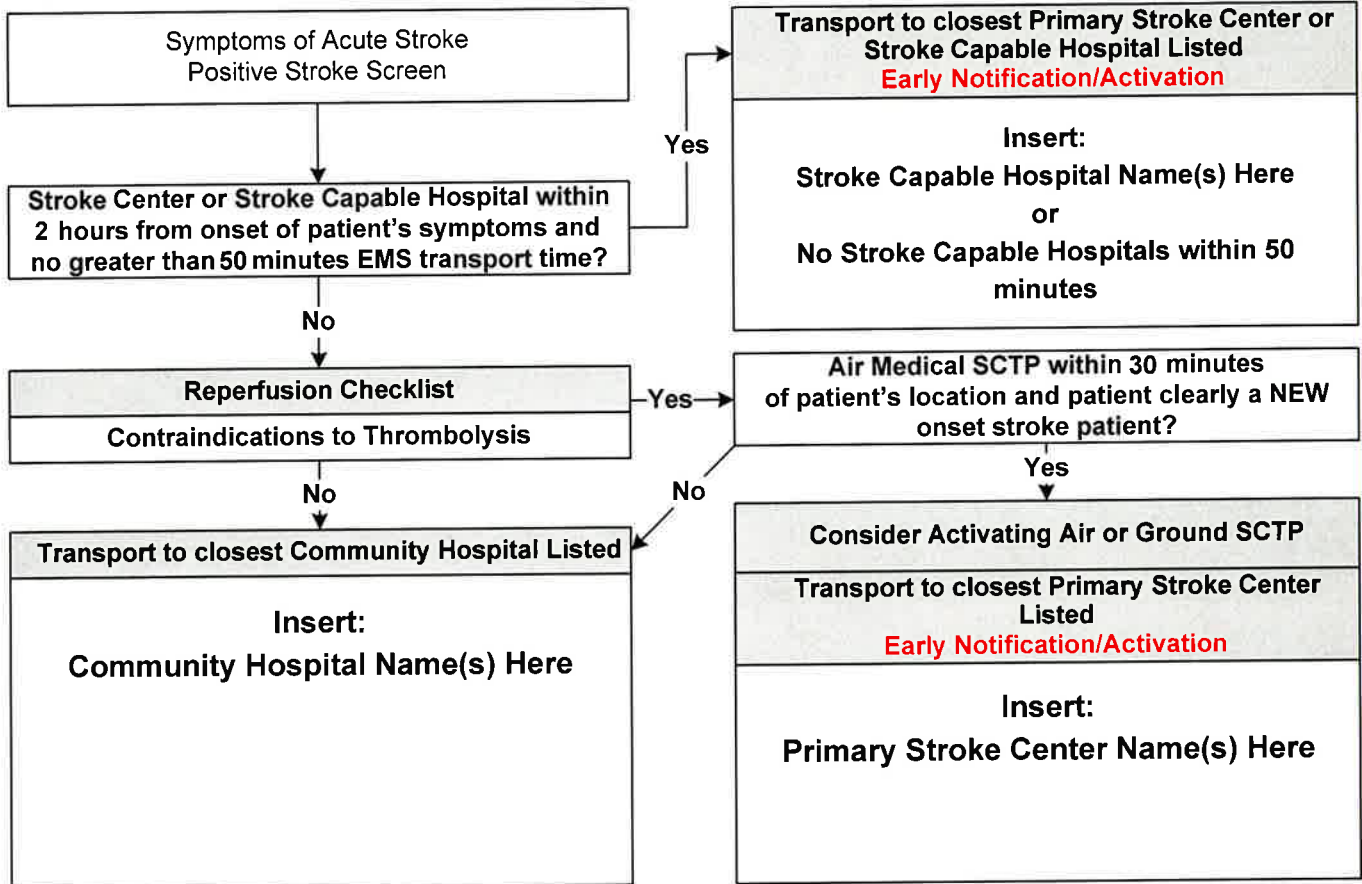 Symptoms of Acute Stroke
Positive Stroke Screen
Transport to closest Primary Stroke Center or
Stroke Capable Hospital Listed
Early Notification/Activation
Insert:
Stroke Capable Hospital Name(s) Here
or
No Stroke Capable Hospitals within 50
minutes
Yes
Stroke Center or Stroke Capable Hospital within
2 hours from onset of patient's symptoms and
no greater than 50 minutes EMS transport time?
No
Reperfusion Checklist
Contraindications to Thrombolysis
Yes
Air Medical SCTP within 30 minutes
of patient's location and patient clearly a NEW
onset stroke patient?
No
No
Yes
Transport to closest Community Hospital Listed
Insert:
Community Hospital Name(s) Here
Consider Activating Air or Ground SCTP
Transport to closest Primary Stroke Center
Listed
Early Notification/Activation
Insert:
Primary Stroke Center Name(s) Here